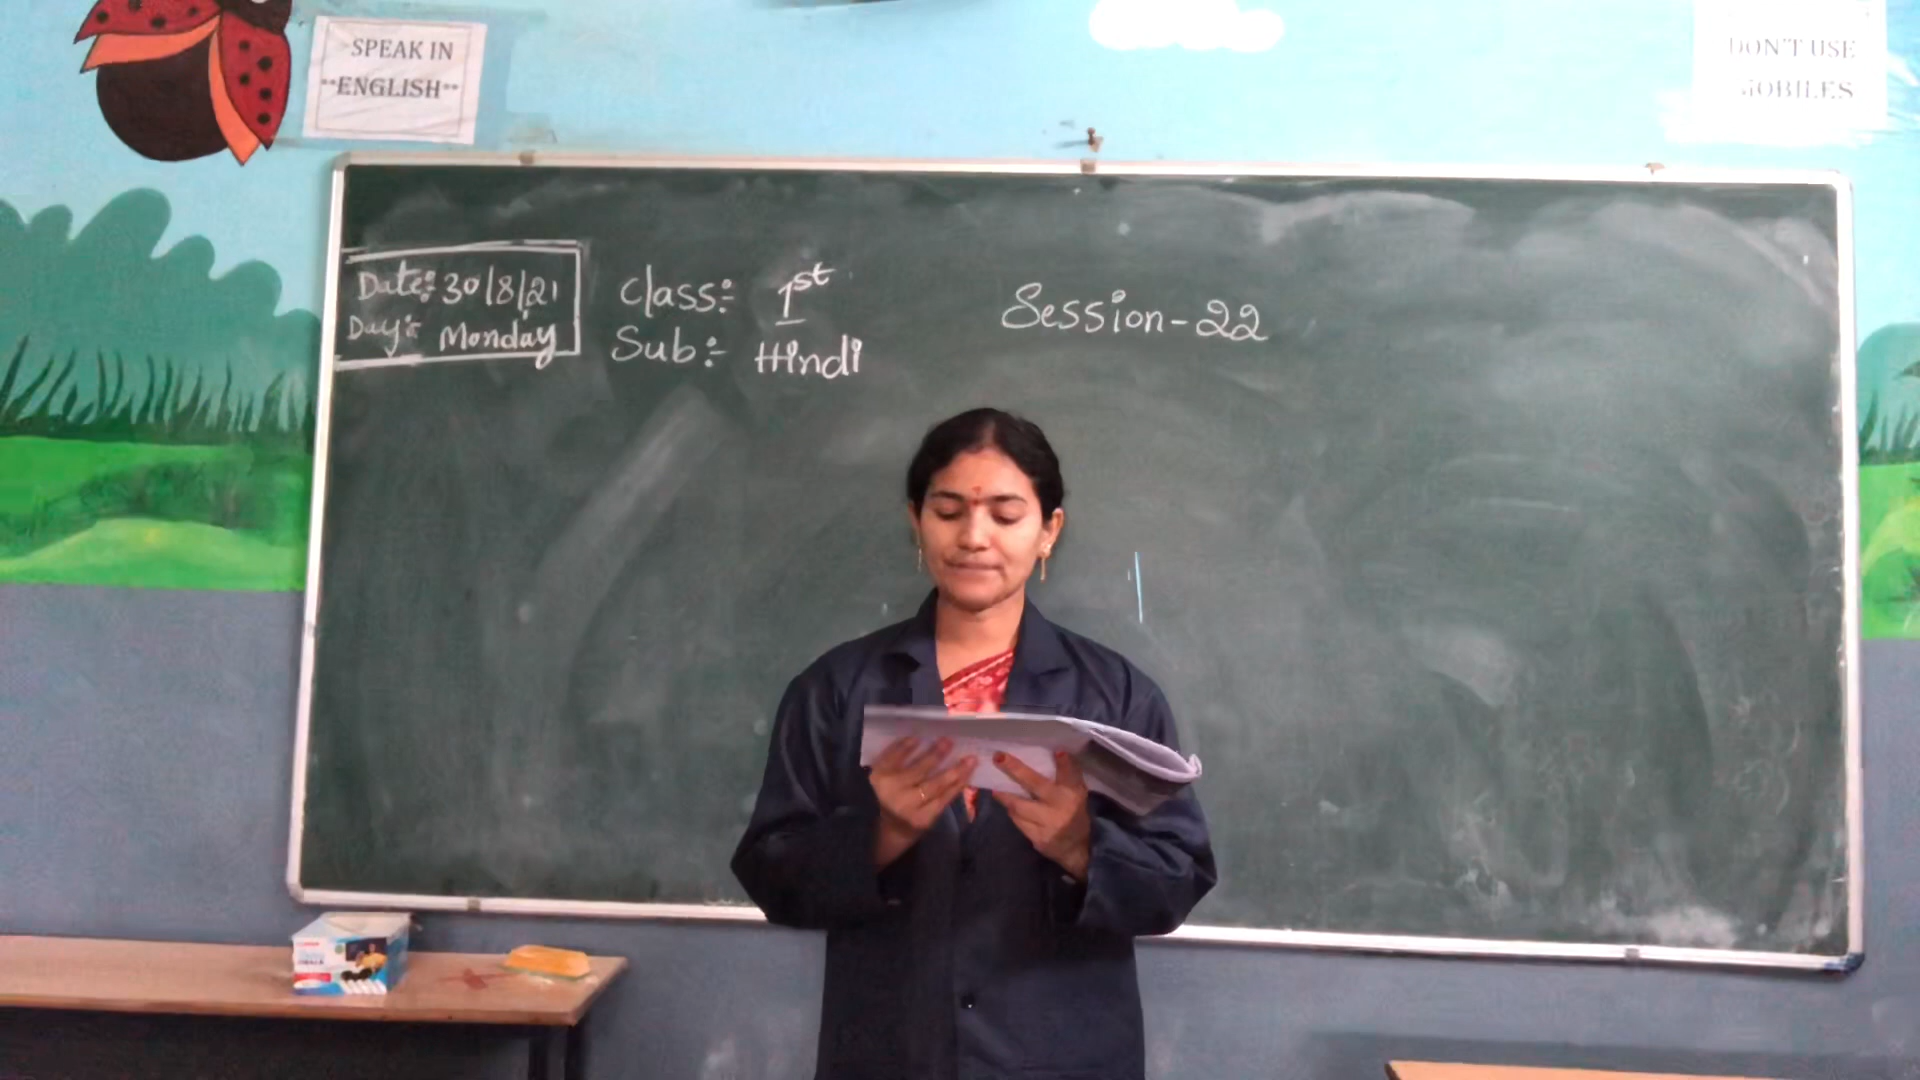 SPEAK IN
**ENGLISH**
DON'T USE
MOBILES
Date:- 30/8/21
Day:- Monday
Class:- 1st
Sub:- Hindi
Session-22